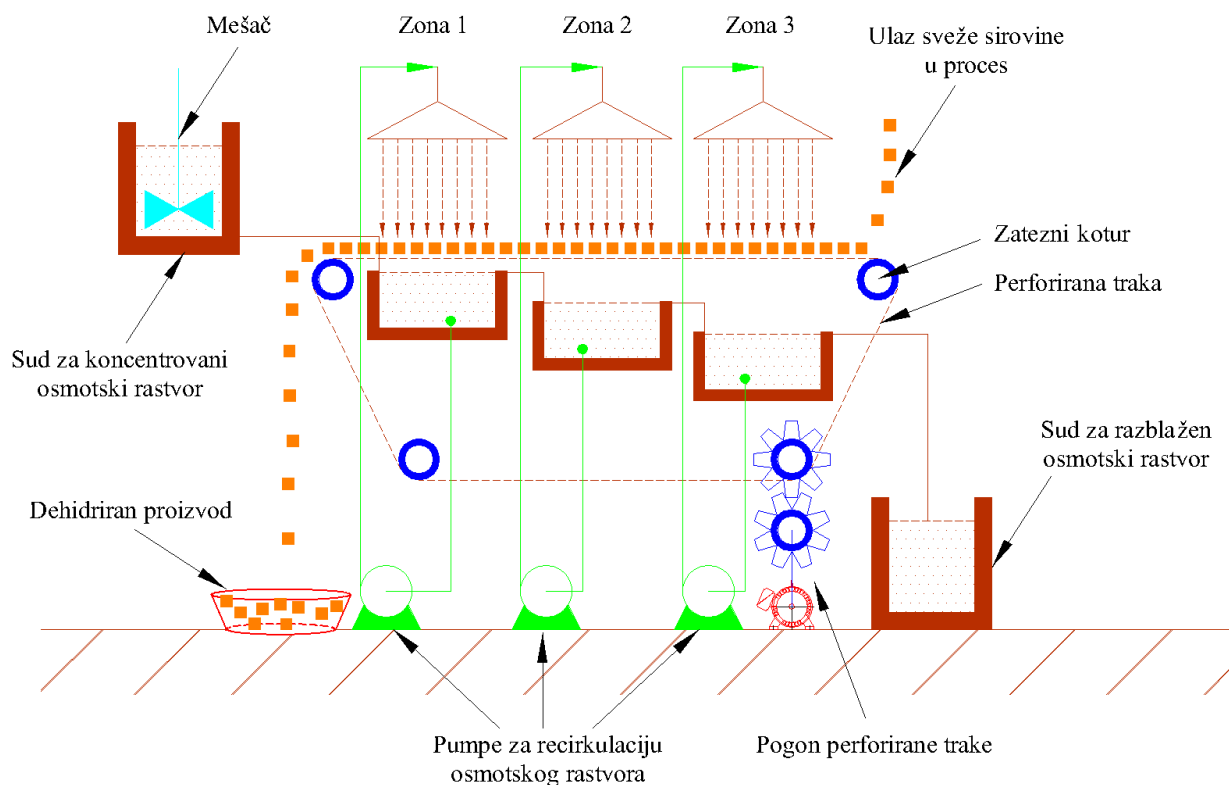 Mešač
Zona 1
Zona 2
Zona 3
Ulaz sveže sirovine
u proces
Zatezni kotur
Perforirana traka
Sud za koncentrovani
osmotski rastvor
Sud za razblažen
osmotski rastvor
Dehidriran proizvod
Pumpe za recirkulaciju
osmotskog rastvora
Pogon perforirane trake